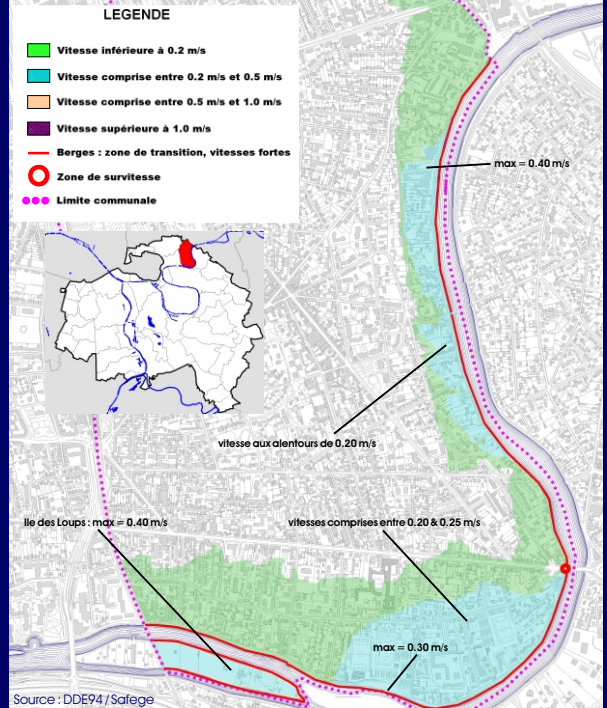 LEGENDE
Vitesse inférieure à 0.2 m/s
Vitesse comprise entre 0.2 m/s et 0.5 m/s
Vitesse comprise entre 0.5 m/s et 1.0 m/s
Vitesse supérieure à 1.0 m/s
Berges : zone de transition, vitesses fortes
Zone de survitesse
Limite communale
max = 0.40 m/s
vitesse aux alentours de 0.20 m/s
Ile des Loups : max = 0.40 m/s
vitesses comprises entre 0.20 & 0.25 m/s
max = 0.30 m/s
Source : DDE94 / Safege